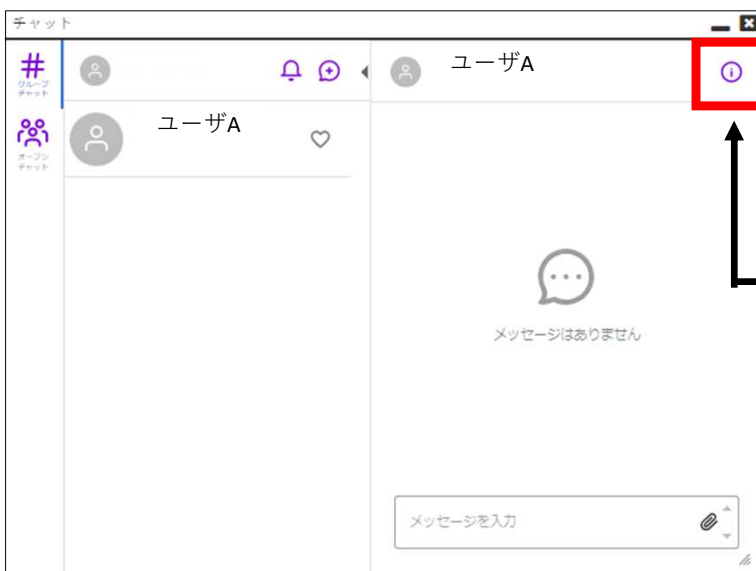 チャット
グループ
チャット
ユーザA
ユーザA
オープン
チャット
メッセージはありません
メッセージを入力